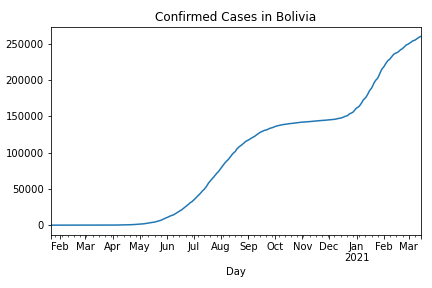 Confirmed Cases in Bolivia
250000
200000
150000
100000
50000
0
Feb Mar Apr May Jun Jul Aug Sep Oct Nov Dec Jan Feb Mar
2021
Day